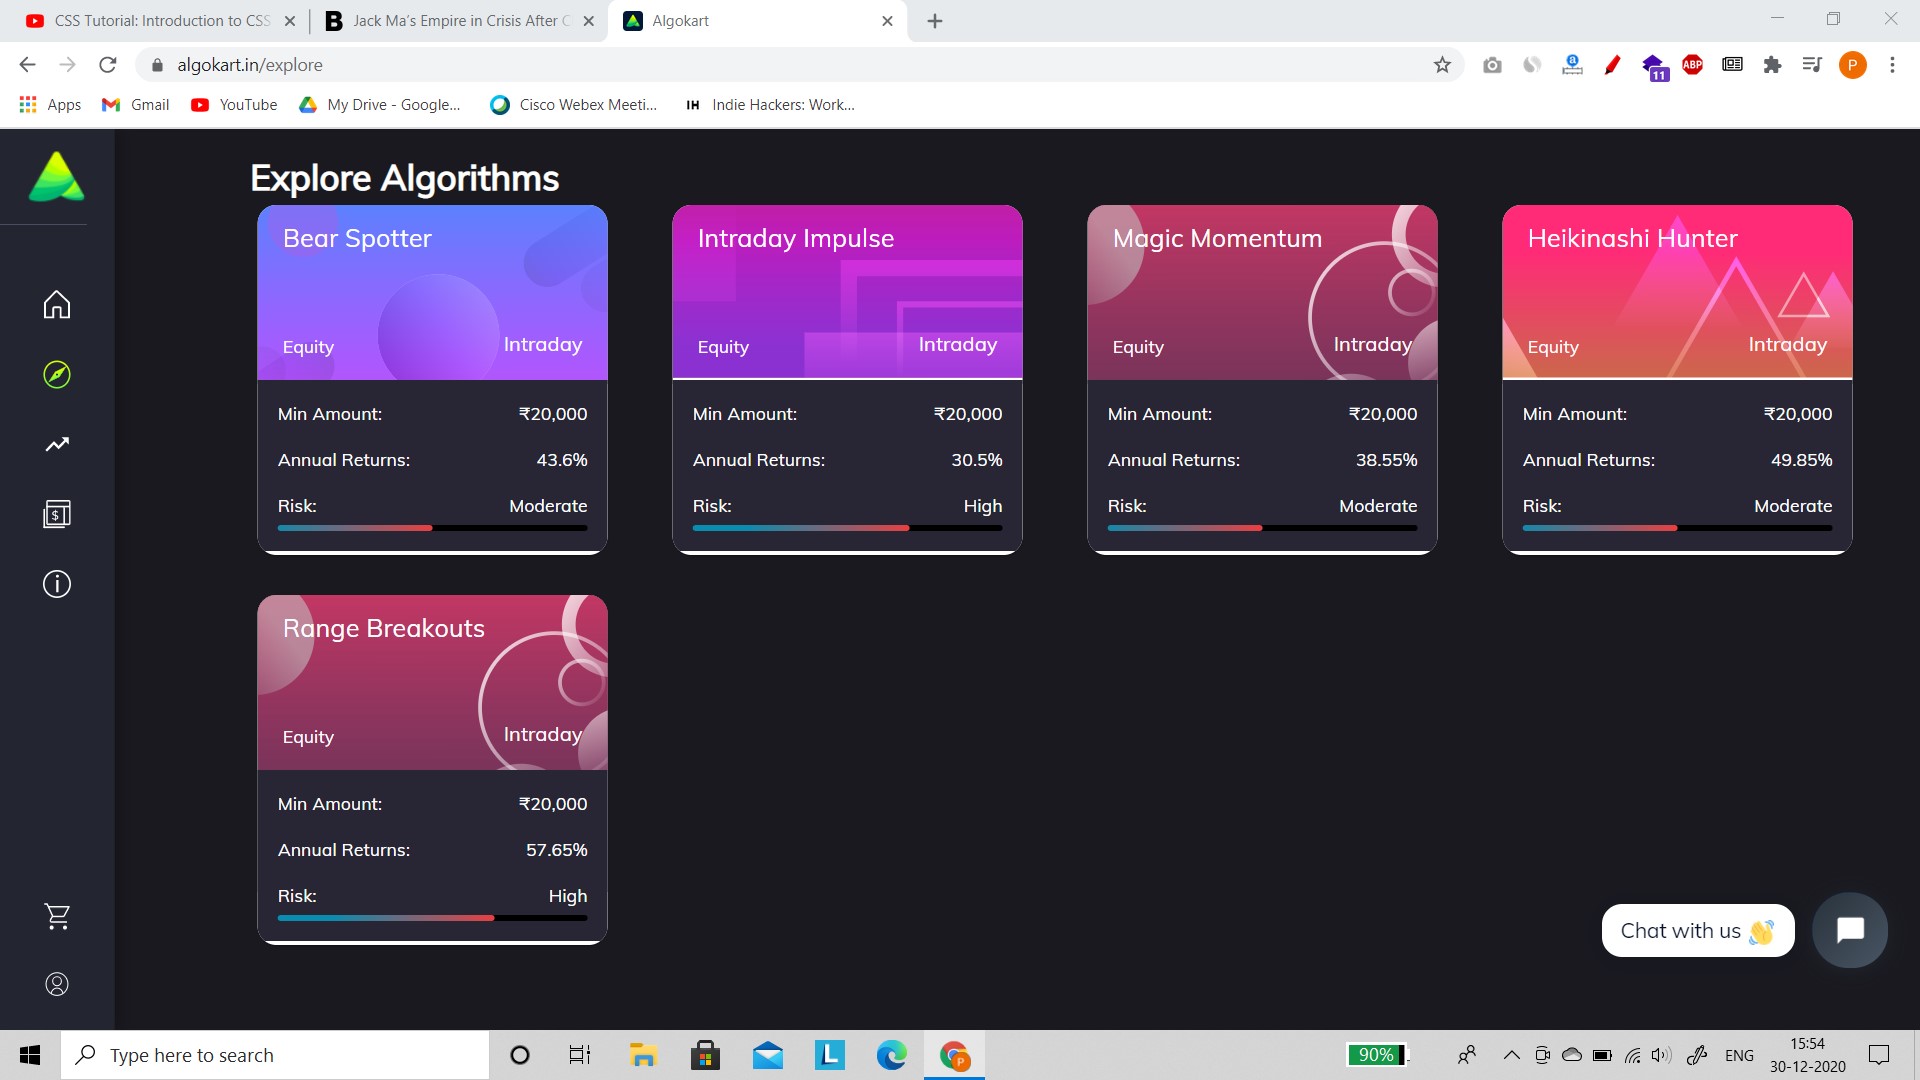 CSS Tutorial: Introduction to CSS
Jack Ma's Empire in Crisis After C
Algokart
algokart.in/explore
11
ABP
P
Apps
Gmail
YouTube
My Drive - Google...
Cisco Webex Meeti...
IH
Indie Hackers: Work...
Explore Algorithms
Bear Spotter
Equity
Intraday
Min Amount: ₹20,000
Annual Returns: 43.6%
Risk: Moderate
Intraday Impulse
Equity
Intraday
Min Amount: ₹20,000
Annual Returns: 30.5%
Risk: High
Magic Momentum
Equity
Intraday
Min Amount: ₹20,000
Annual Returns: 38.55%
Risk: Moderate
Heikinashi Hunter
Equity
Intraday
Min Amount: ₹20,000
Annual Returns: 49.85%
Risk: Moderate
Range Breakouts
Equity
Intraday
Min Amount: ₹20,000
Annual Returns: 57.65%
Risk: High
Chat with us 👋
Type here to search
L
P
90%
ENG
15:54
30-12-2020